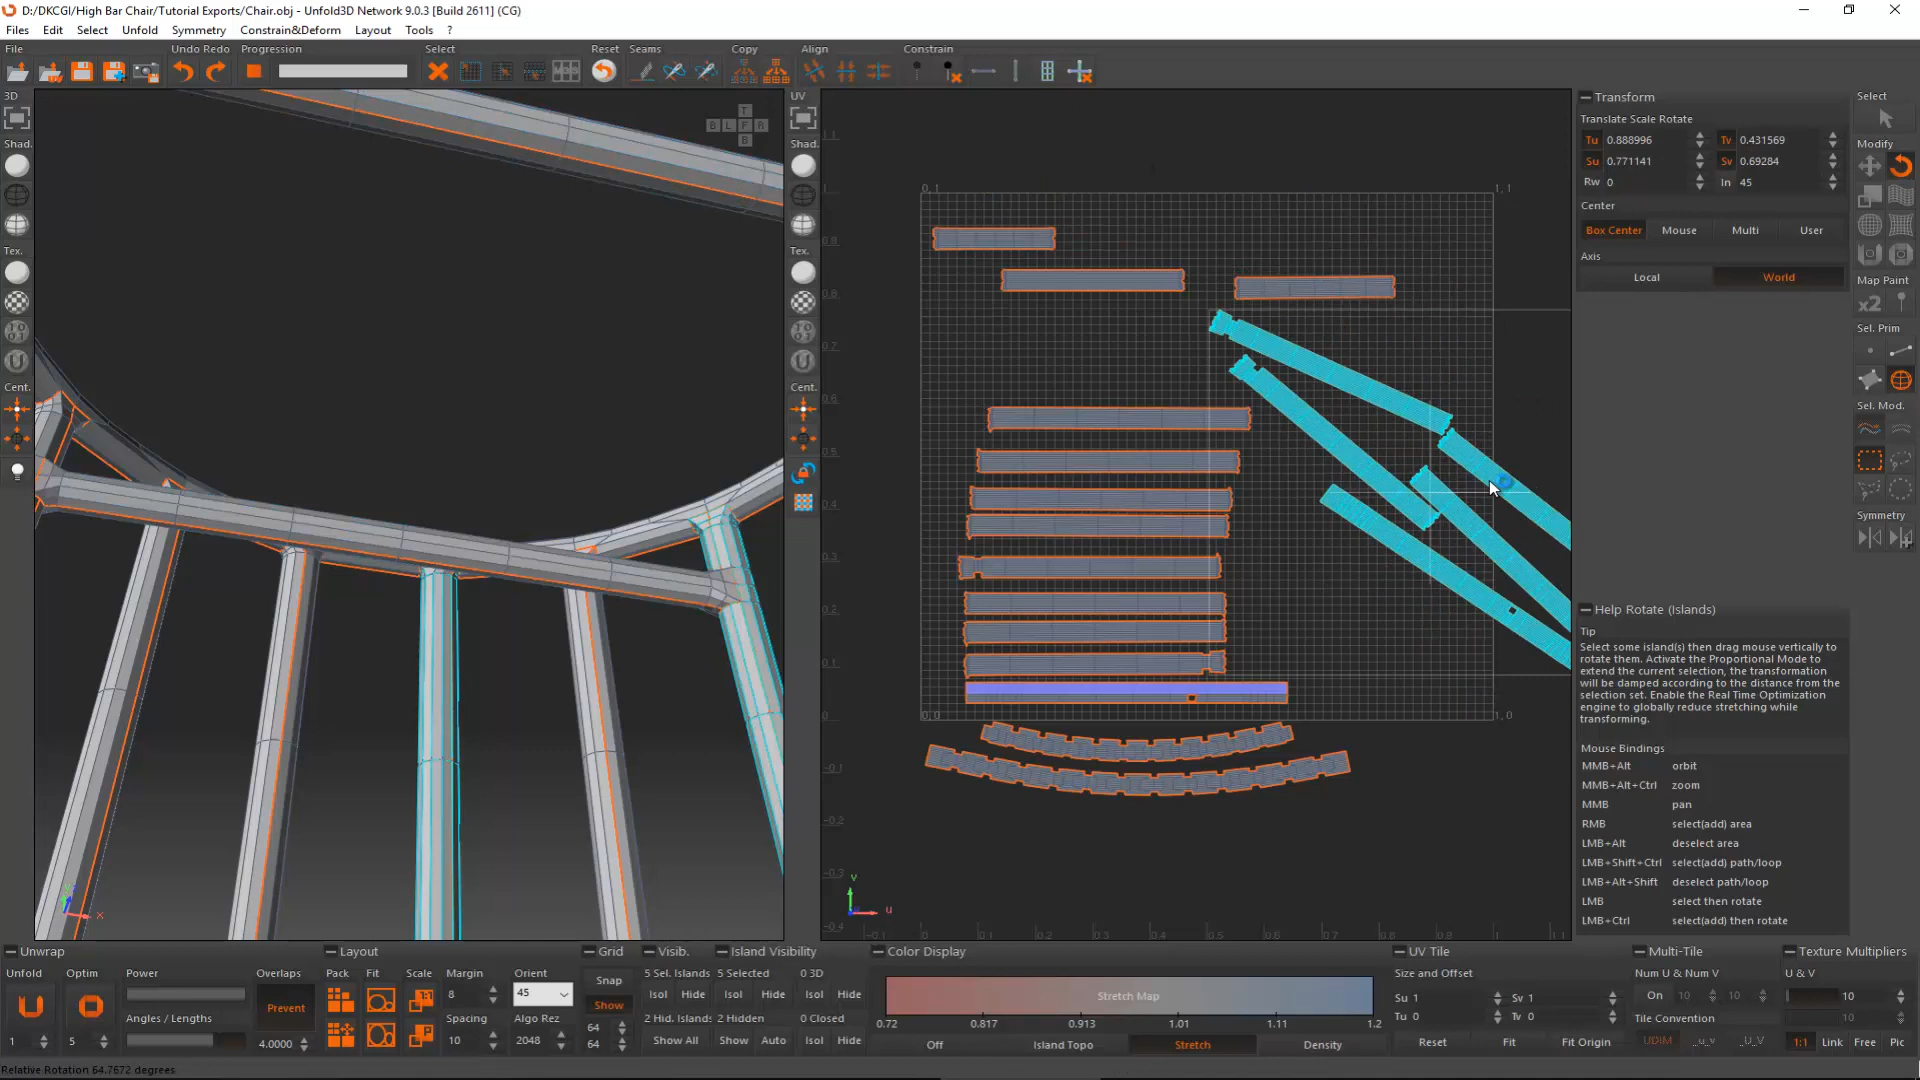 D:/DKCGI/High Bar Chair/Tutorial Exports/Chair.obj - Unfold3D Network 9.0.3 [Build 2611] (CG)
Files Edit Select Unfold Symmetry Constrain&Deform Layout Tools ?
File Undo Redo Progression Select Reset Seams Copy Align Constrain
3D
UV
Shad.
Shad.
Tex.
Tex.
Cent.
Cent.
T
B L F R
B
0,1
1,1
0,0
1,0
Transform
Translate Scale Rotate
Tu 0.888996 Tv 0.431569
Su 0.771141 Sv 0.69284
Rw 0 In 45
Center
Box Center Mouse Multi User
Axis
Local World
Select
Modify
Map Paint
x2
Sel. Prim
Sel. Mod.
Symmetry
Help Rotate (Islands)
Tip
Select some island(s) then drag mouse vertically to
rotate them. Activate the Proportional Mode to
extend the current selection, the transformation
will be damped according to the distance from the
selection set. Enable the Real Time Optimization
engine to globally reduce stretching while
transforming.
Mouse Bindings
MMB+Alt orbit
MMB+Alt+Ctrl zoom
MMB pan
RMB select(add) area
LMB+Alt deselect area
LMB+Shift+Ctrl select(add) path/loop
LMB+Alt+Shift deselect path/loop
LMB select then rotate
LMB+Ctrl select(add) then rotate
Unwrap Layout Grid Visib. Island Visibility Color Display UV Tile Multi-Tile Texture Multipliers
Unfold Optim Power Overlaps Pack Fit Scale Margin Orient Snap 5 Sel. Islands 5 Selected 0 3D Size and Offset Num U & Num V U & V
Prevent 8 45 Show Isol Hide Isol Hide Isol Hide Stretch Map Su 1 Sv 1 On 10 10 10
Angles / Lengths Spacing Algo Rez 64 2 Hid. Islands 2 Hidden 0 Closed 0.72 0.817 0.913 1.01 1.11 1.2 Tu 0 Tv 0 Tile Convention 10
1 5 4.0000 10 2048 64 Show All Show Auto Isol Hide Off Island Topo Stretch Density Reset Fit Fit Origin UDIM _u_v _U_V 1:1 Link Free Pic
Relative Rotation 64.7672 degrees